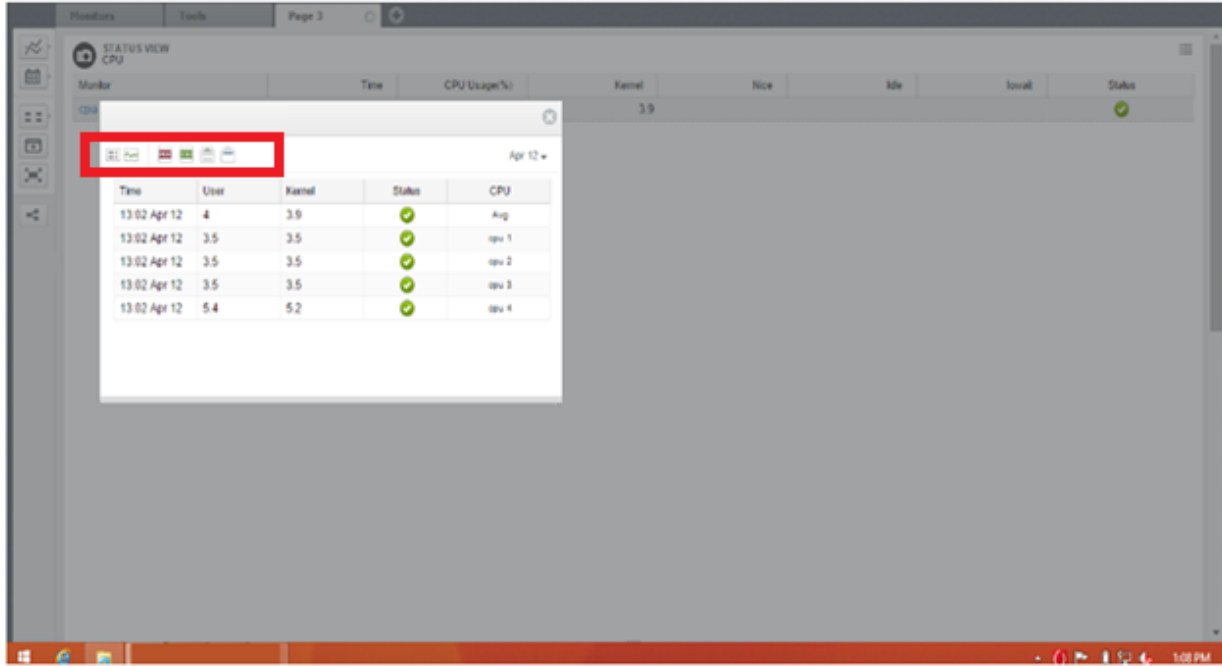 Monitors Tools Page 3
STATUS VIEW
CPU
Monitor Time CPU Usage(%) Kernel Nice Idle Iowait Status
cpu 3.9
Apr 12
Time User Kernel Status CPU
13:02 Apr 12 4 3.9 Avg
13:02 Apr 12 3.5 3.5 cpu 1
13:02 Apr 12 3.5 3.5 cpu 2
13:02 Apr 12 3.5 3.5 cpu 3
13:02 Apr 12 5.4 5.2 cpu 4
1:08 PM